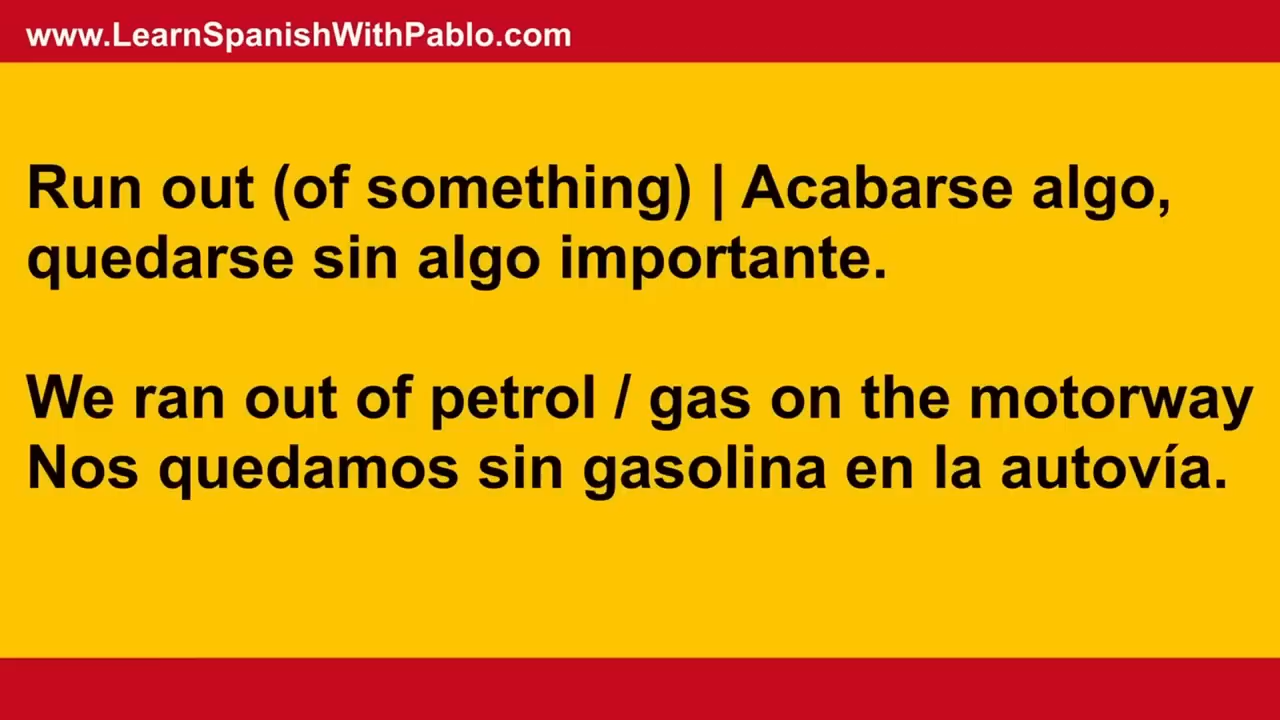 www.LearnSpanishWithPablo.com
Run out (of something) | Acabarse algo,
quedarse sin algo importante.
We ran out of petrol / gas on the motorway
Nos quedamos sin gasolina en la autovía.